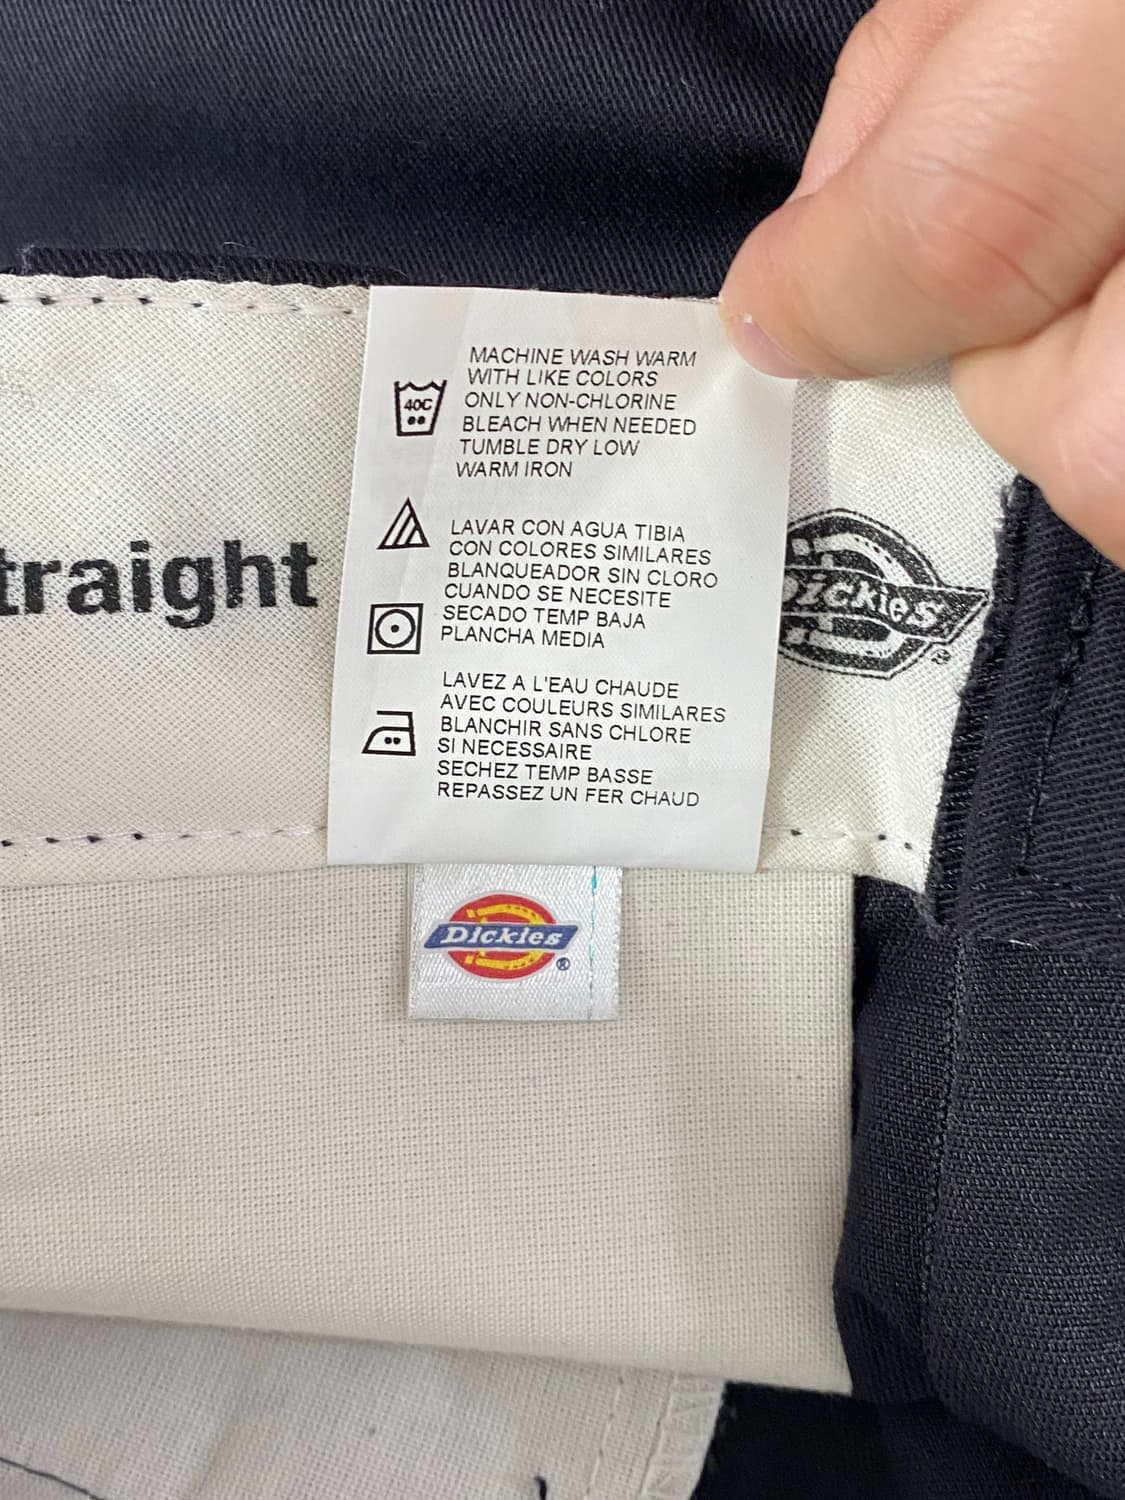 MACHINE WASH WARM
WITH LIKE COLORS
ONLY NON-CHLORINE
BLEACH WHEN NEEDED
TUMBLE DRY LOW
WARM IRON
40C
LAVAR CON AGUA TIBIA
CON COLORES SIMILARES
BLANQUEADOR SIN CLORO
CUANDO SE NECESITE
SECADO TEMP BAJA
PLANCHA MEDIA
LAVEZ A L'EAU CHAUDE
AVEC COULEURS SIMILARES
BLANCHIR SANS CHLORE
SI NECESSAIRE
SECHEZ TEMP BASSE
REPASSEZ UN FER CHAUD
traight
Dickies®
Dickies®